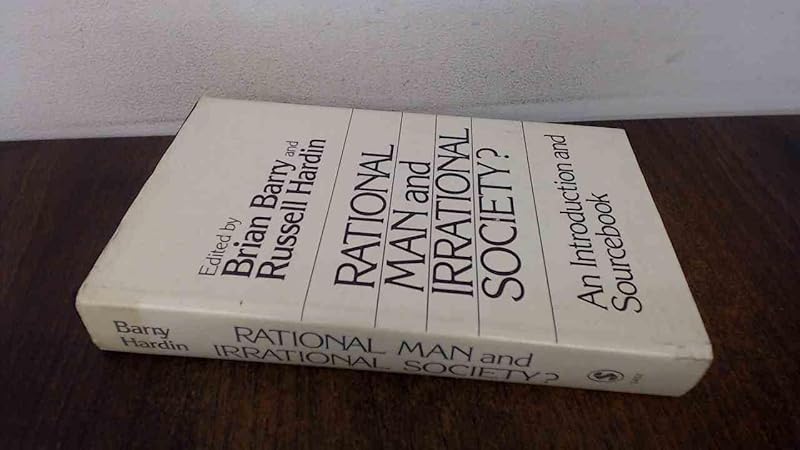 Edited by
Brian Barry and
Russell Hardin
RATIONAL
MAN and
IRRATIONAL
SOCIETY?
An Introduction and
Sourcebook
Barry
Hardin
RATIONAL MAN and
IRRATIONAL SOCIETY?
S